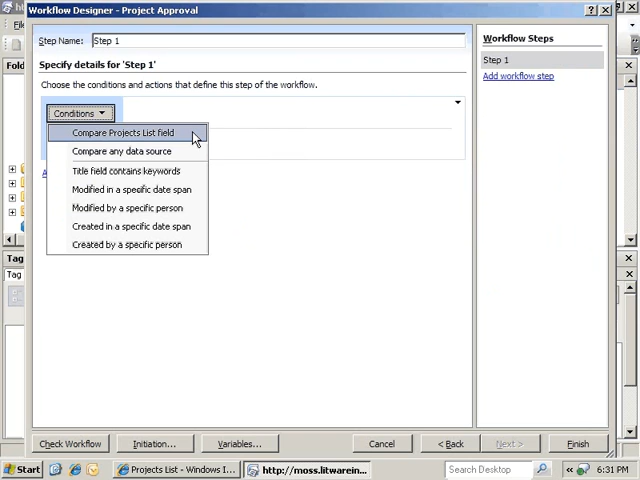 Workflow Designer - Project Approval
Step Name: Step 1
Workflow Steps
Specify details for 'Step 1'
Step 1
Choose the conditions and actions that define this step of the workflow.
Add workflow step
Conditions
Compare Projects List field
Compare any data source
Title field contains keywords
Modified in a specific date span
Modified by a specific person
Created in a specific date span
Created by a specific person
Fold
Tag
Tag
Check Workflow
Initiation...
Variables...
Cancel
< Back
Next >
Finish
Start
Projects List - Windows I...
http://moss.litwarein...
Search Desktop
6:31 PM